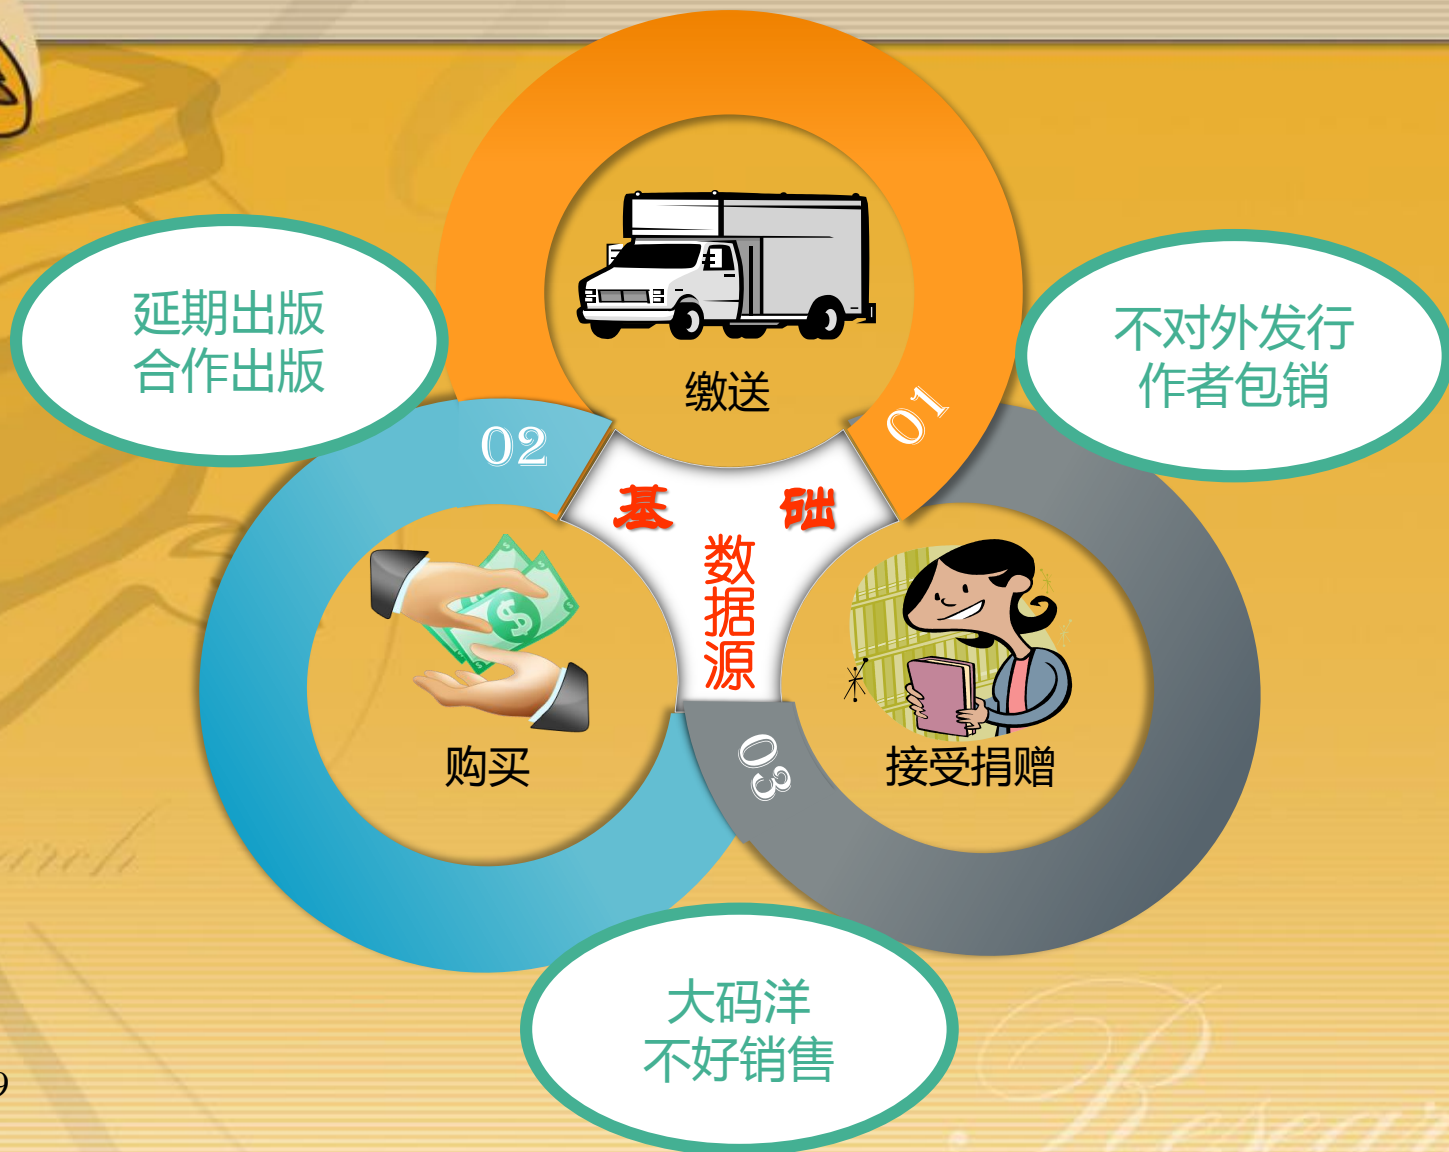 延期出版
合作出版
不对外发行
作者包销
缴送
01
02
基 础
数
据
源
购买
接受捐赠
03
大码洋
不好销售
9